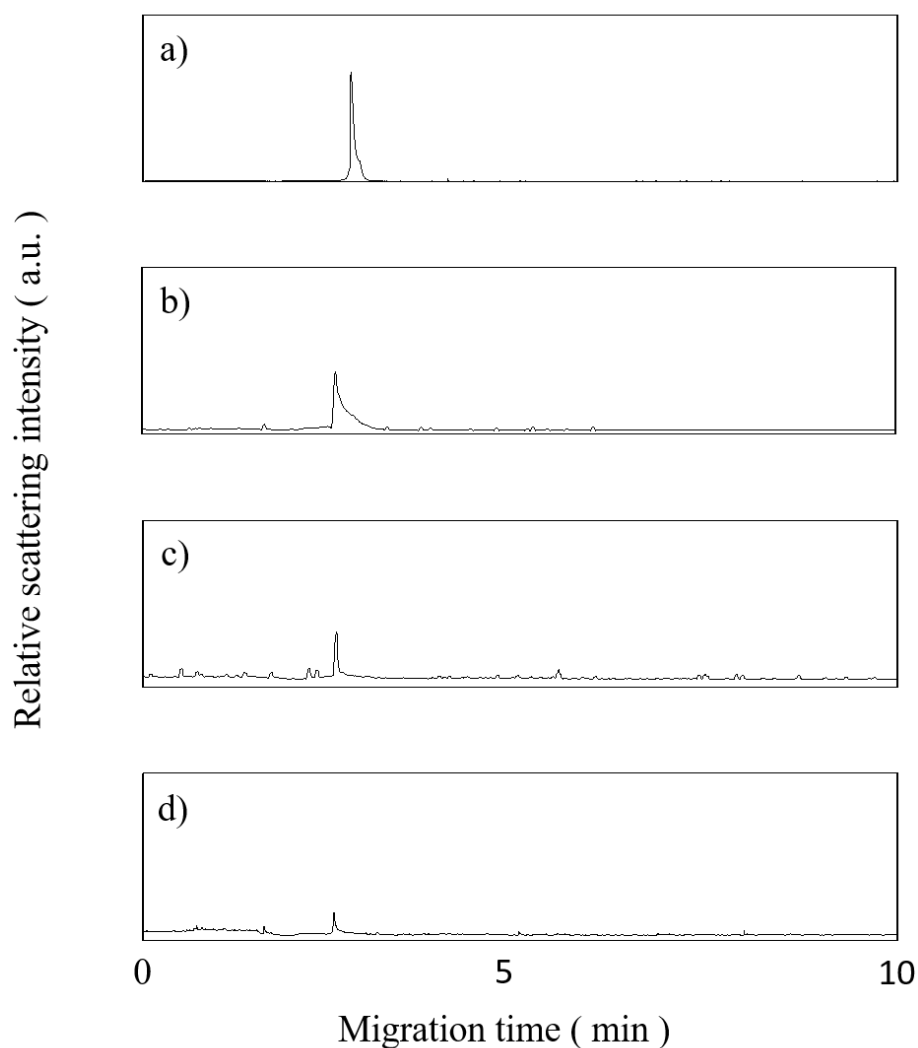 a)
b)
c)
d)
Relative scattering intensity ( a.u. )
0 5 10
Migration time ( min )